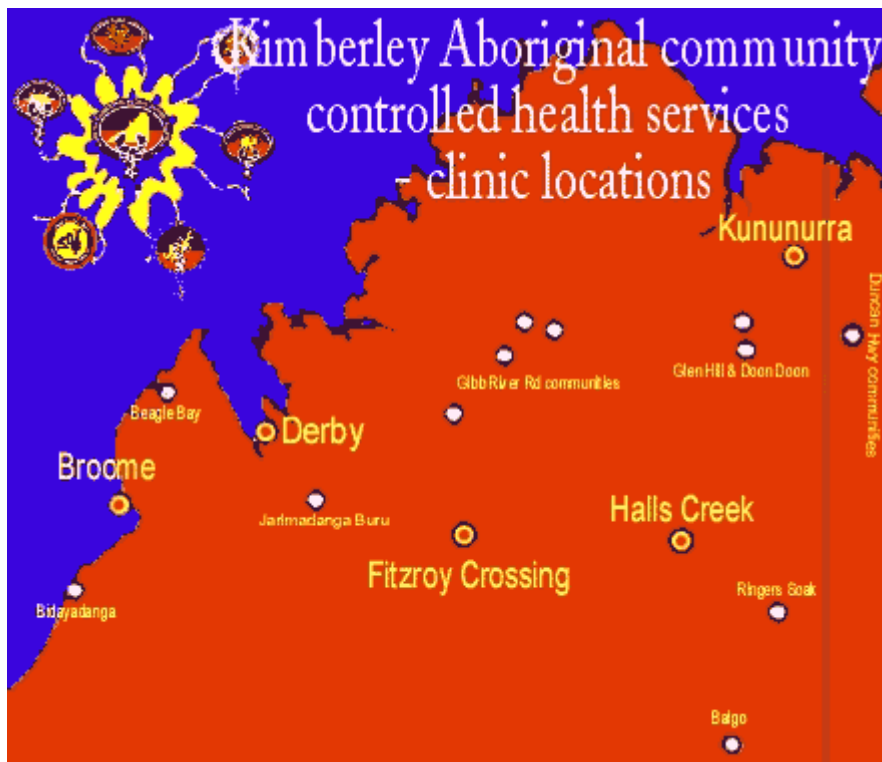 Kimberley Aboriginal community
controlled health services
- clinic locations
Kununurra
Duncan Hwy communities
Gibb River Rd communities
Glen Hill & Doon Doon
Beagle Bay
Derby
Broome
Jarlmadanga Buru
Halls Creek
Fitzroy Crossing
Ringers Soak
Bidayadanga
Balgo